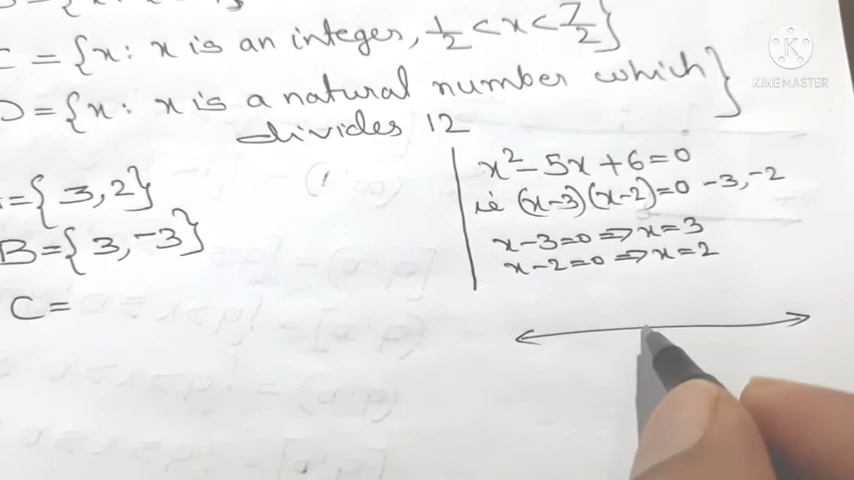 C = {x: x is an integer, 1/2 < x < 7/2}
D = {x: x is a natural number which
divides 12}
= { 3, 2}
B = { 3, -3}
C =
x² - 5x + 6 = 0
ie (x-3)(x-2) = 0 -3, -2
x-3=0 ⇒ x=3
x-2=0 ⇒ x=2
K
KINEMASTER